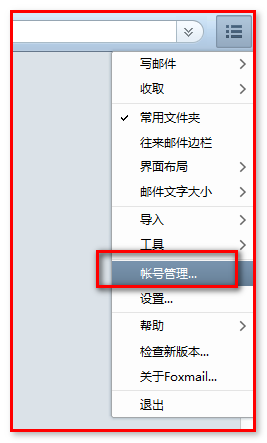 写邮件
收取
常用文件夹
往来邮件边栏
界面布局
邮件文字大小
导入
工具
帐号管理...
设置...
帮助
检查新版本...
关于Foxmail...
退出